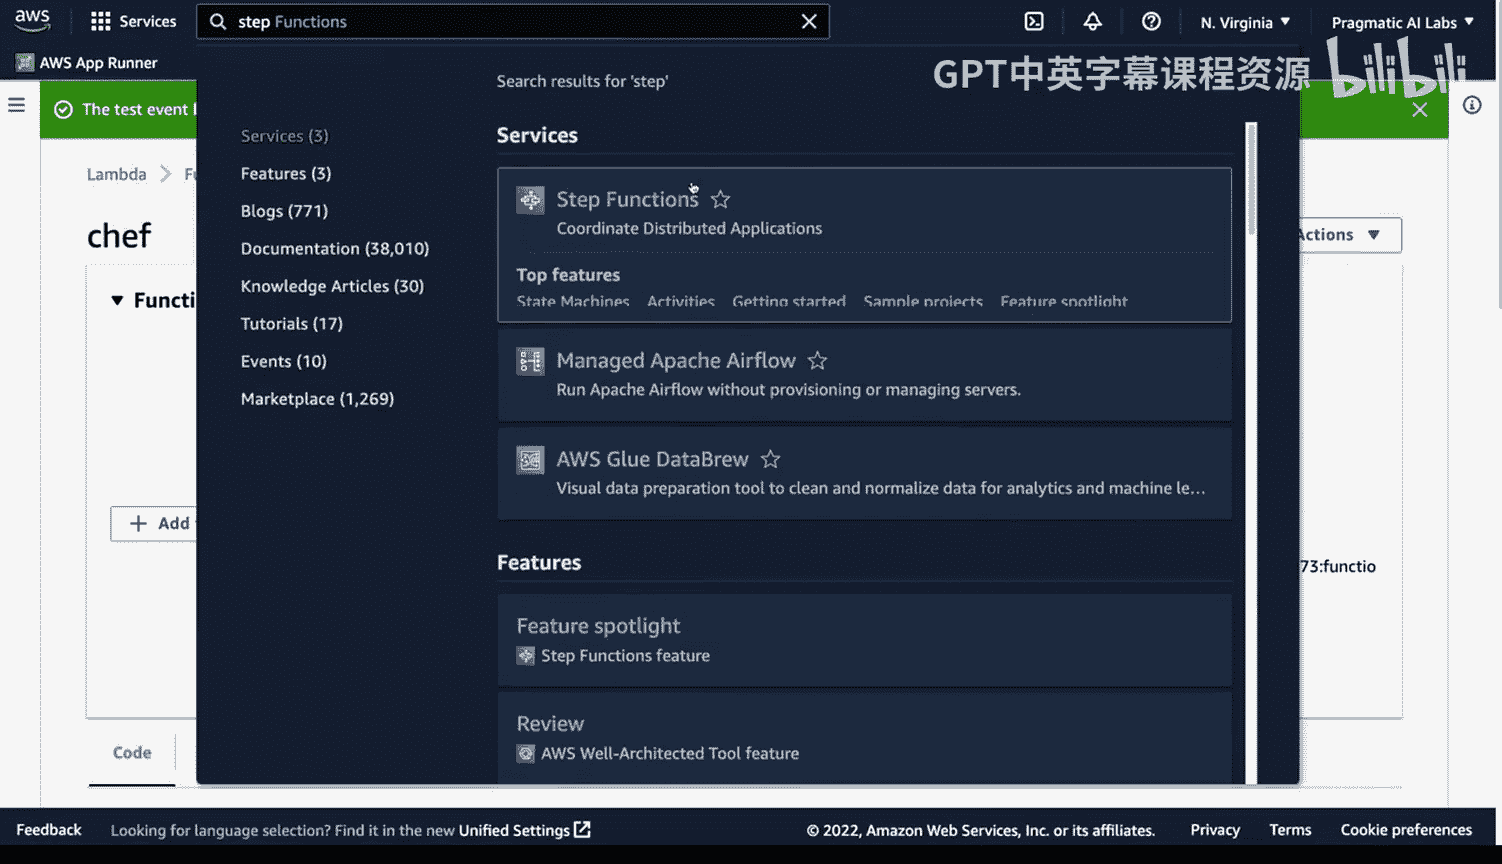 aws
Services
step Functions
N. Virginia ▼
Pragmatic AI Labs ▼
AWS App Runner
GPT中英字幕课程资源 bilibili
Search results for 'step'
The test event
Services (3)
Features (3)
Blogs (771)
Documentation (38,010)
Knowledge Articles (30)
Tutorials (17)
Events (10)
Marketplace (1,269)
Services
Step Functions
Coordinate Distributed Applications
Top features
State Machines Activities Getting started Sample projects Feature spotlight
Managed Apache Airflow
Run Apache Airflow without provisioning or managing servers.
AWS Glue DataBrew
Visual data preparation tool to clean and normalize data for analytics and machine le...
Features
Feature spotlight
Step Functions feature
Review
AWS Well-Architected Tool feature
Lambda
chef
Actions ▼
▼ Functi
+ Add
73:functio
Code
Feedback
Looking for language selection? Find it in the new Unified Settings
© 2022, Amazon Web Services, Inc. or its affiliates.
Privacy
Terms
Cookie preferences